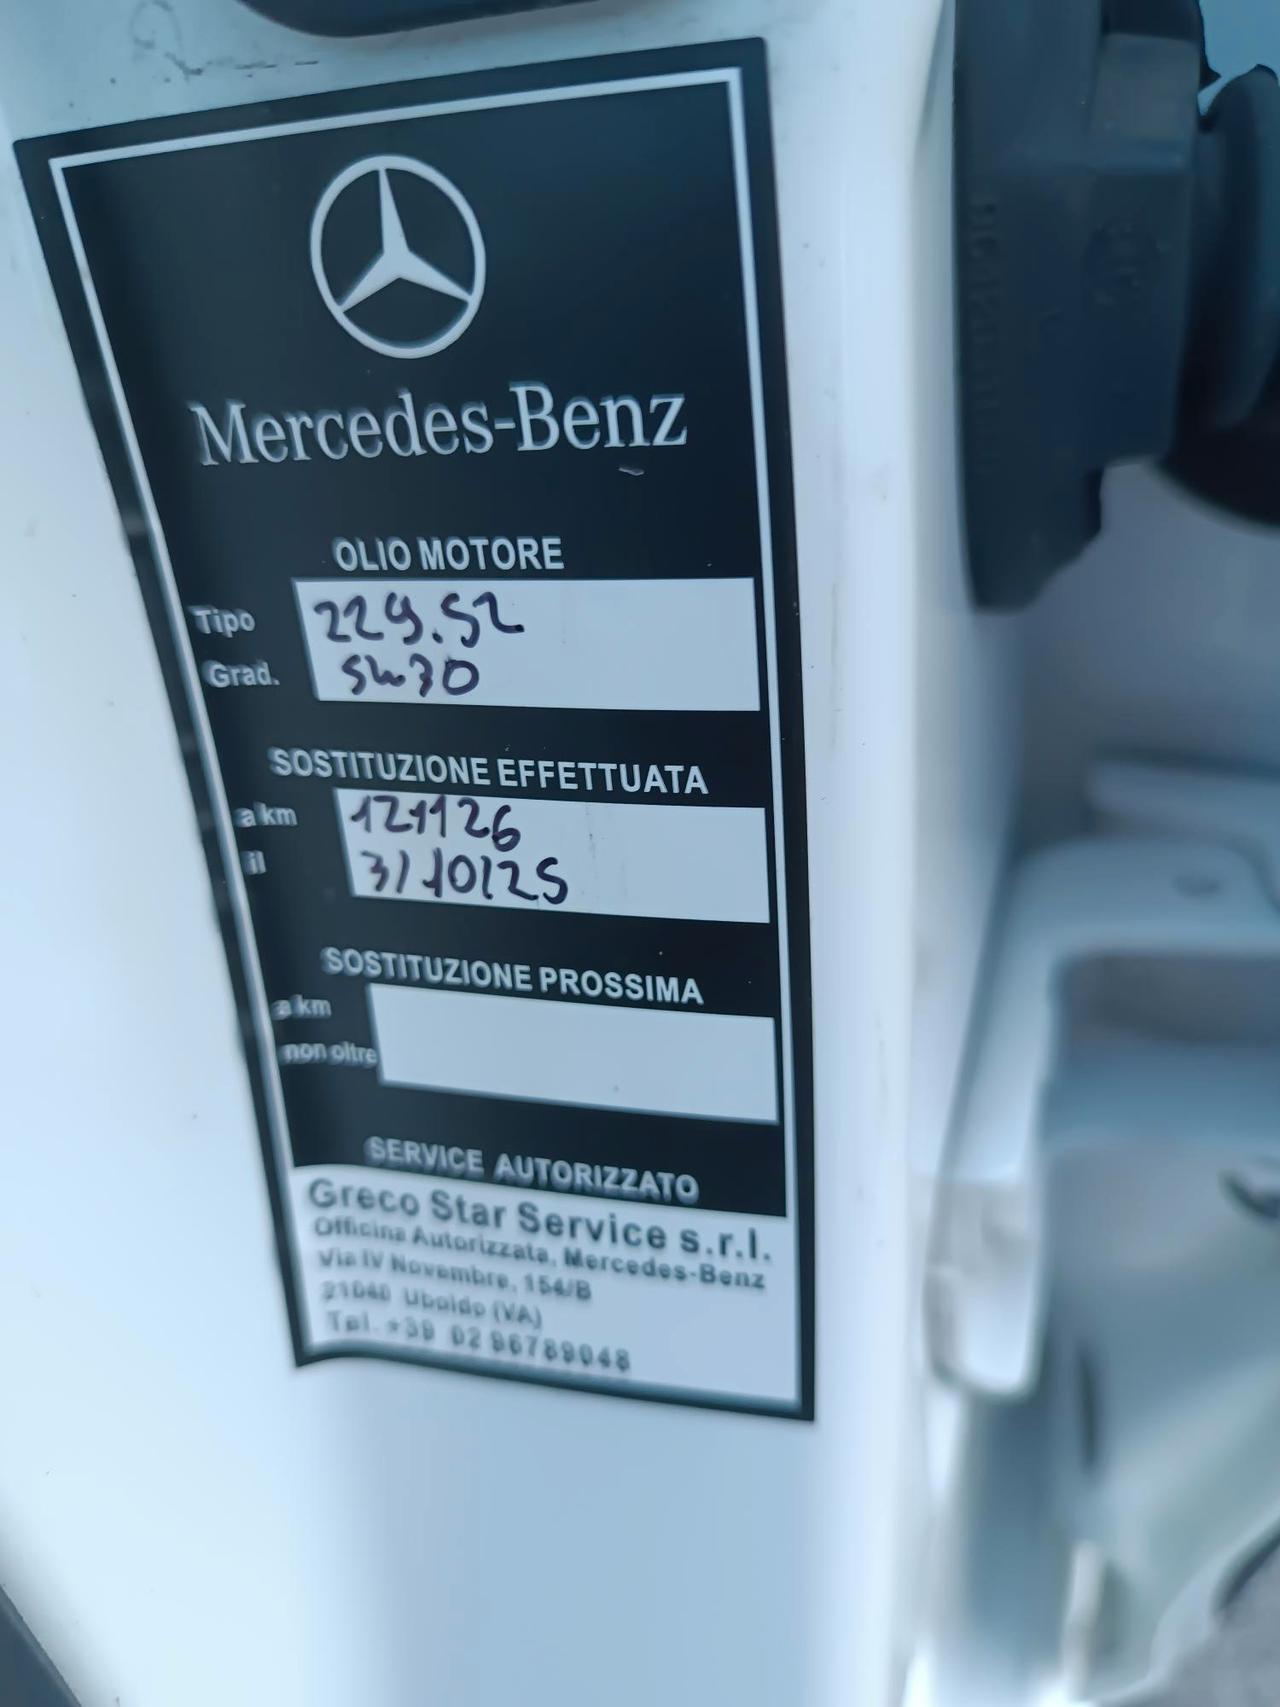 Mercedes-Benz
OLIO MOTORE
Tipo 229.52
Grad. 5w30
SOSTITUZIONE EFFETTUATA
a km 121126
il 3/10/25
SOSTITUZIONE PROSSIMA
a km
non oltre
SERVICE AUTORIZZATO
Greco Star Service s.r.l.
Officina Autorizzata, Mercedes-Benz
Via IV Novembre, 154/B
21040 Uboldo (VA)
Tel. +39 02 96789048